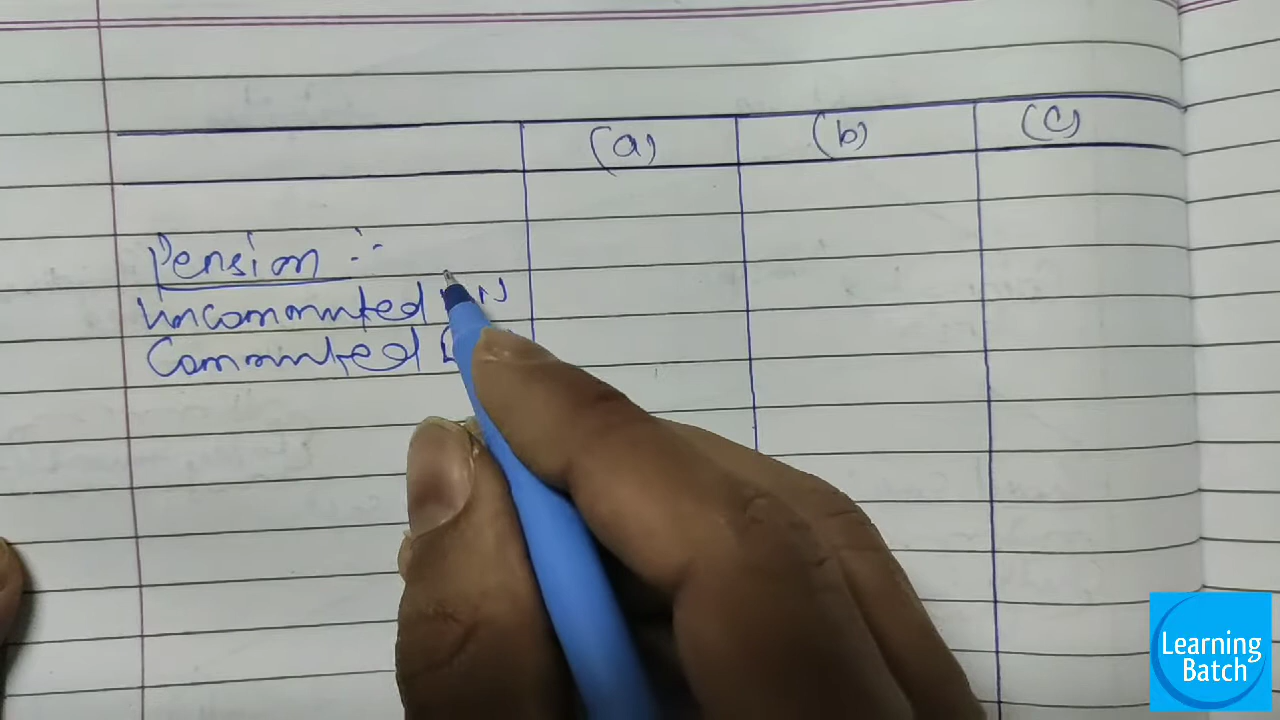 (a) (b) (c)
Pension :-
Uncommuted
Commuted
Learning
Batch